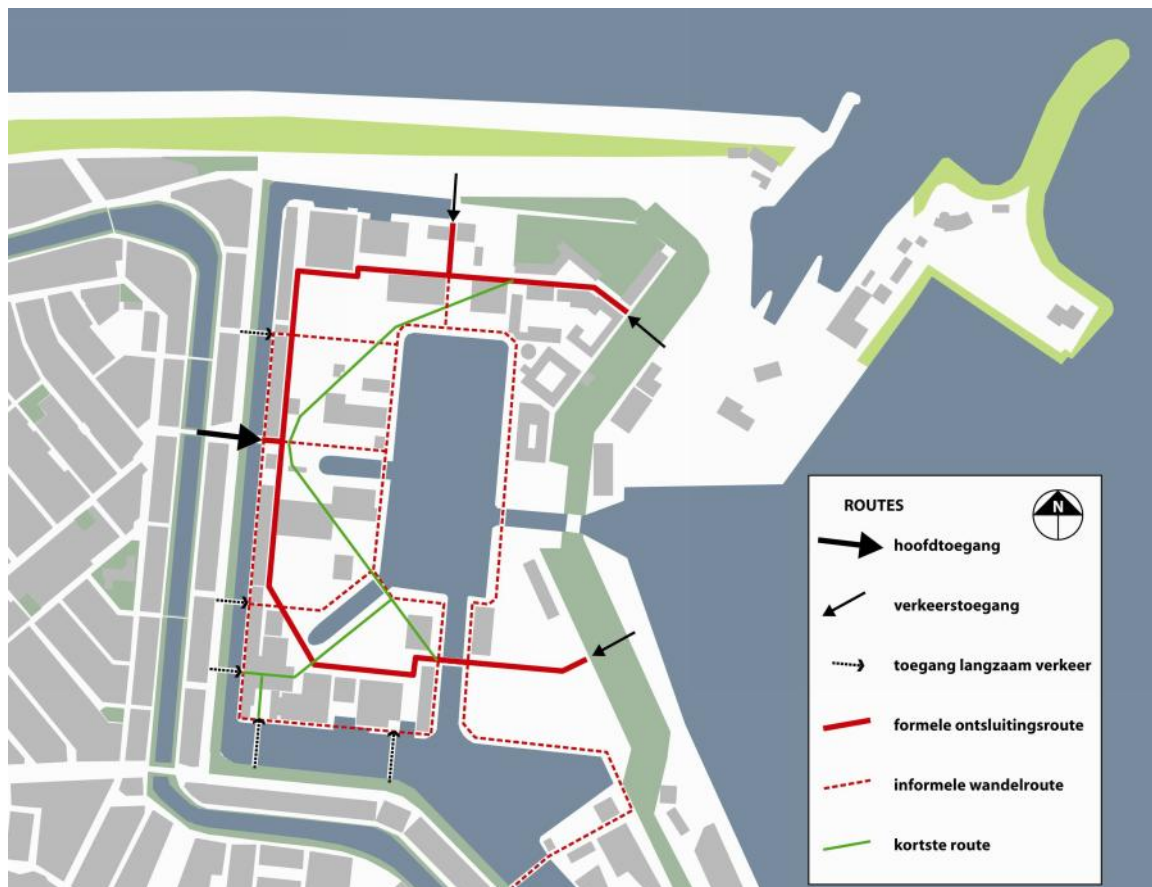 ROUTES
N
hoofdtoegang
verkeerstoegang
toegang langzaam verkeer
formele ontsluitingsroute
informele wandelroute
kortste route